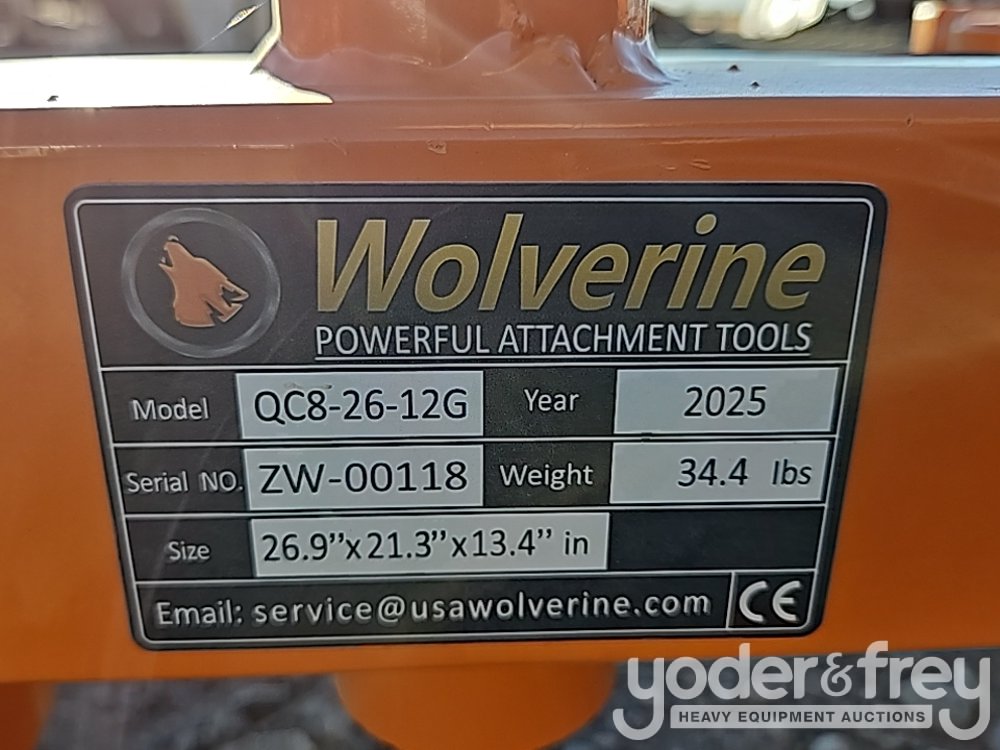 Wolverine
POWERFUL ATTACHMENT TOOLS
Model QC8-26-12G Year 2025
Serial NO. ZW-00118 Weight 34.4 lbs
Size 26.9”x21.3”x13.4” in
Email: service@usawolverine.com CE
yoder&frey
HEAVY EQUIPMENT AUCTIONS